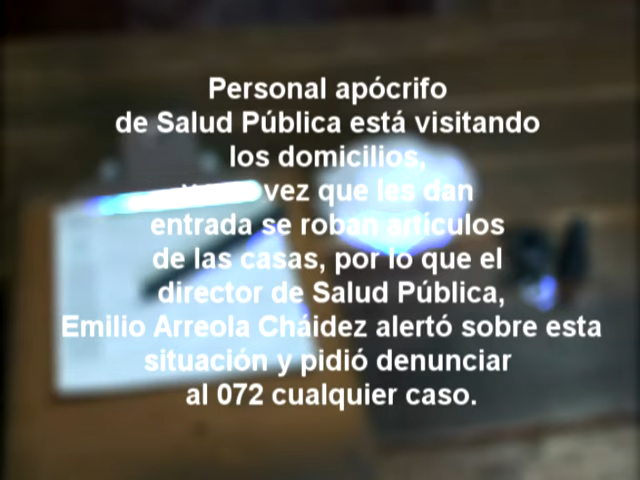 Personal apócrifo
de Salud Pública está visitando
los domicilios,
vez que les dan
entrada se roban artículos
de las casas, por lo que el
director de Salud Pública,
Emilio Arreola Cháidez alertó sobre esta
situación y pidió denunciar
al 072 cualquier caso.